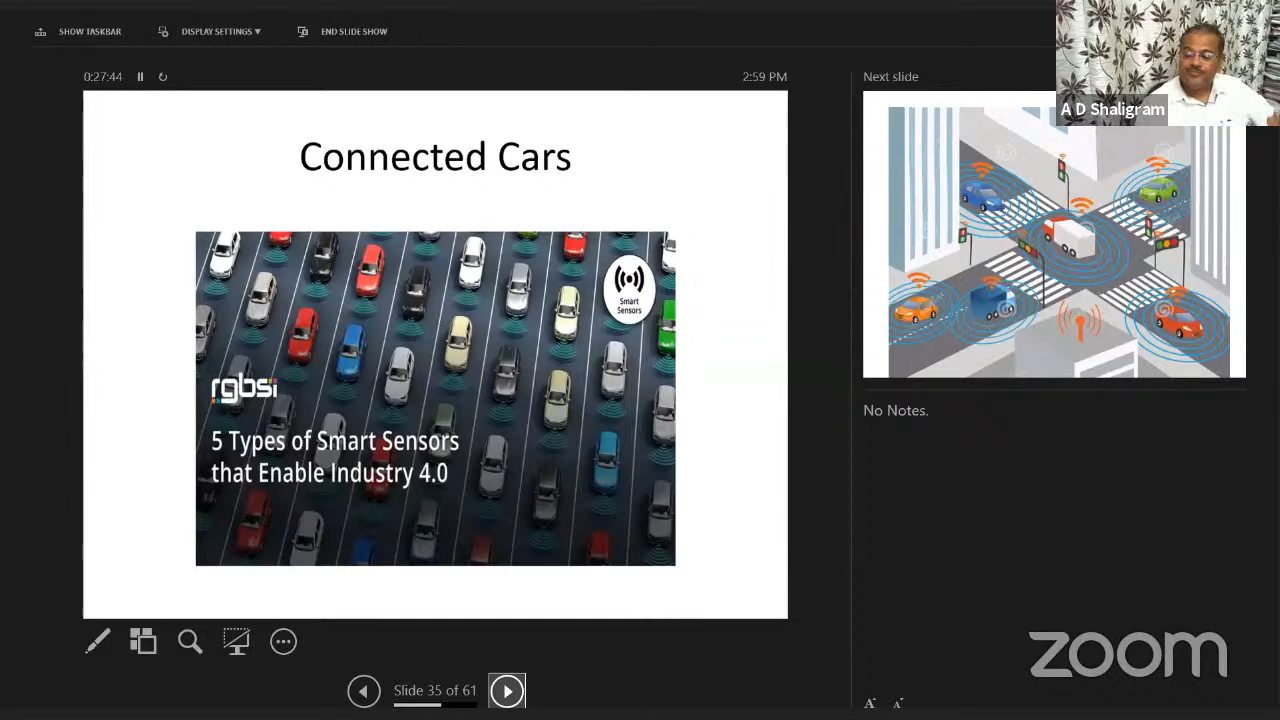 SHOW TASKBAR
DISPLAY SETTINGS ▼
END SLIDE SHOW
0:27:44
2:59 PM
Next slide
A D Shaligram
Connected Cars
Smart
Sensors
rgbsi
5 Types of Smart Sensors
that Enable Industry 4.0
No Notes.
Slide 35 of 61
zoom
A
A